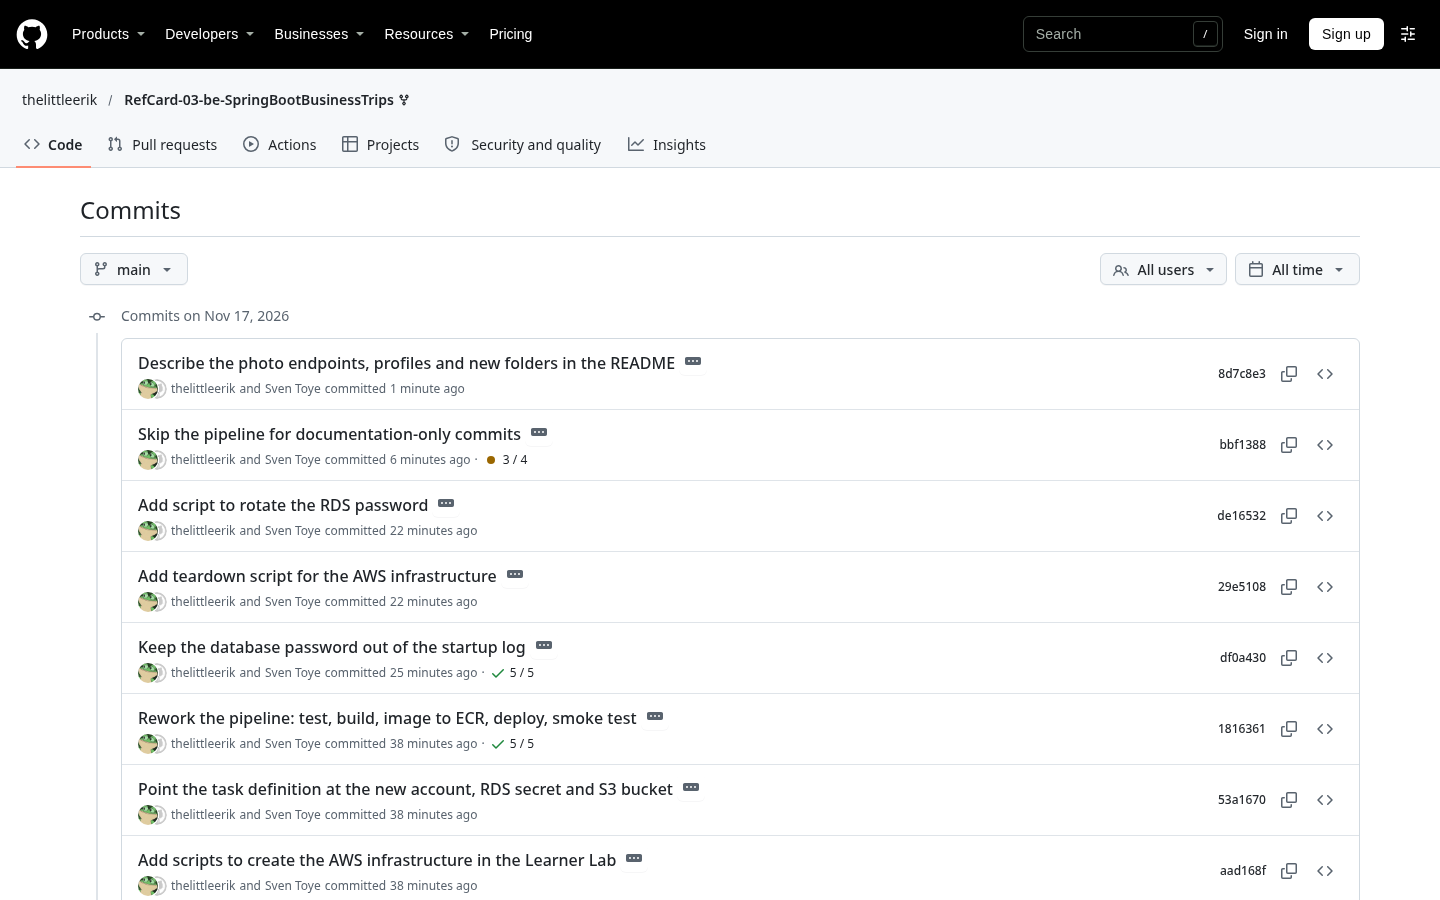 Products Developers Businesses Resources Pricing Search / Sign in Sign up
thelittleerik / RefCard-03-be-SpringBootBusinessTrips
Code Pull requests Actions Projects Security and quality Insights
Commits
main All users All time
Commits on Nov 17, 2026
Describe the photo endpoints, profiles and new folders in the README
thelittleerik and Sven Toye committed 1 minute ago
8d7c8e3
Skip the pipeline for documentation-only commits
thelittleerik and Sven Toye committed 6 minutes ago · 3 / 4
bbf1388
Add script to rotate the RDS password
thelittleerik and Sven Toye committed 22 minutes ago
de16532
Add teardown script for the AWS infrastructure
thelittleerik and Sven Toye committed 22 minutes ago
29e5108
Keep the database password out of the startup log
thelittleerik and Sven Toye committed 25 minutes ago · 5 / 5
df0a430
Rework the pipeline: test, build, image to ECR, deploy, smoke test
thelittleerik and Sven Toye committed 38 minutes ago · 5 / 5
1816361
Point the task definition at the new account, RDS secret and S3 bucket
thelittleerik and Sven Toye committed 38 minutes ago
53a1670
Add scripts to create the AWS infrastructure in the Learner Lab
thelittleerik and Sven Toye committed 38 minutes ago
aad168f